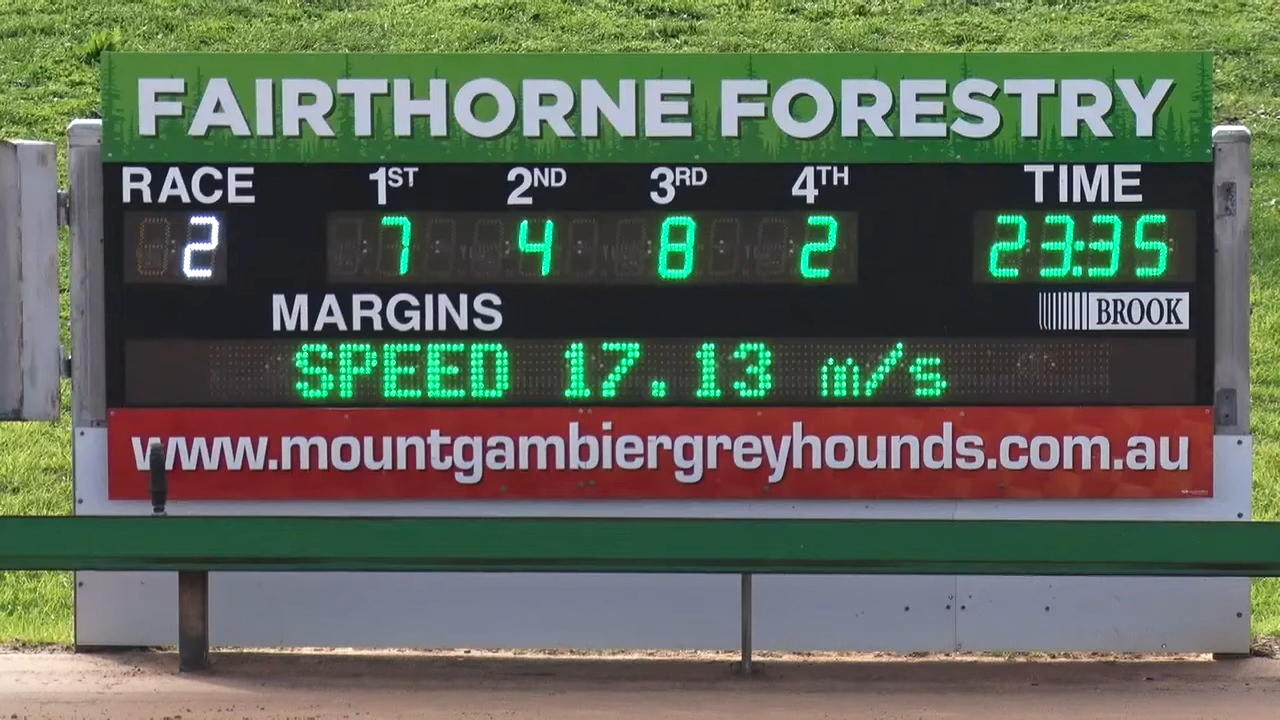 FAIRTHORNE FORESTRY
RACE 1ST 2ND 3RD 4TH TIME
2 7 4 8 2 23:35
MARGINS BROOK
SPEED 17.13 m/s
www.mountgambiergreyhounds.com.au